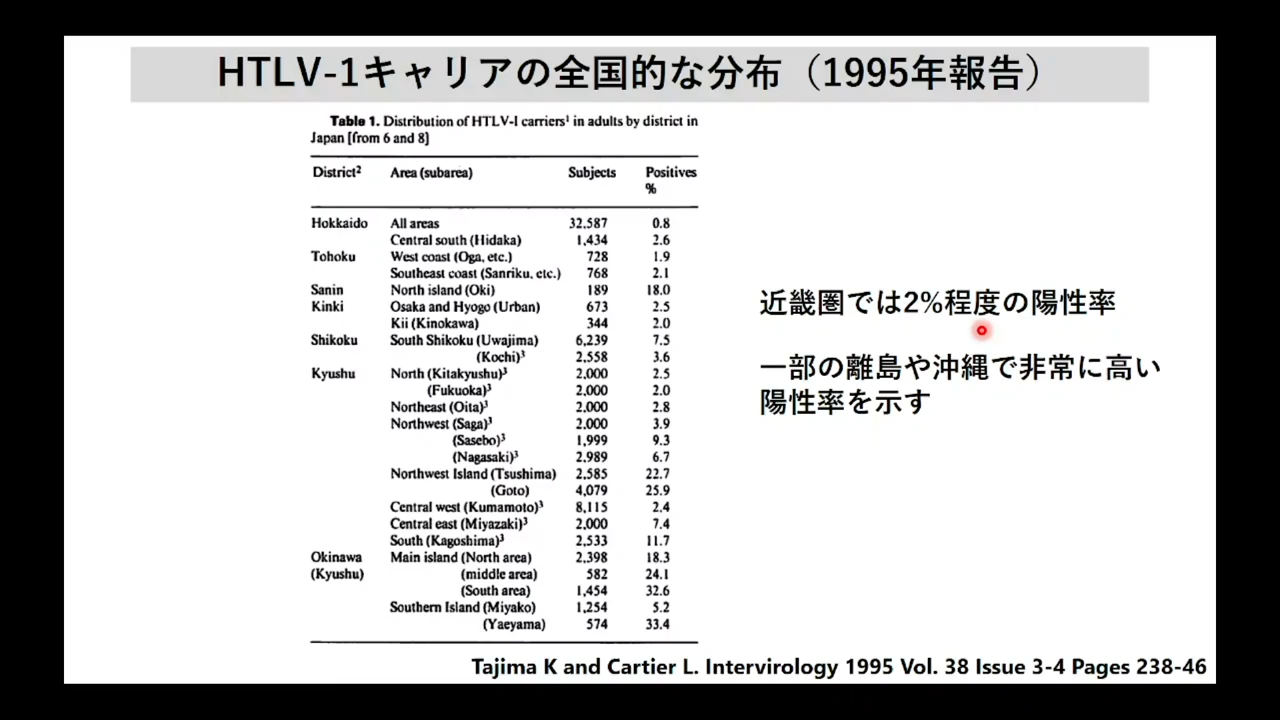 HTLV-1キャリアの全国的な分布（1995年報告）
Table 1. Distribution of HTLV-I carriers¹ in adults by district in
Japan [from 6 and 8]
District² Area (subarea) Subjects Positives
%
Hokkaido All areas 32,587 0.8
Central south (Hidaka) 1,434 2.6
Tohoku West coast (Oga, etc.) 728 1.9
Southeast coast (Sanriku, etc.) 768 2.1
Sanin North island (Oki) 189 18.0
Kinki Osaka and Hyogo (Urban) 673 2.5
Kii (Kinokawa) 344 2.0
Shikoku South Shikoku (Uwajima) 6,239 7.5
(Kochi)³ 2,558 3.6
Kyushu North (Kitakyushu)³ 2,000 2.5
(Fukuoka)³ 2,000 2.0
Northeast (Oita)³ 2,000 2.8
Northwest (Saga)³ 2,000 3.9
(Sasebo)³ 1,999 9.3
(Nagasaki)³ 2,989 6.7
Northwest Island (Tsushima) 2,585 22.7
(Goto) 4,079 25.9
Central west (Kumamoto)³ 8,115 2.4
Central east (Miyazaki)³ 2,000 7.4
South (Kagoshima)³ 2,533 11.7
Okinawa Main island (North area) 2,398 18.3
(Kyushu) (middle area) 582 24.1
(South area) 1,454 32.6
Southern Island (Miyako) 1,254 5.2
(Yaeyama) 574 33.4
近畿圏では2%程度の陽性率
一部の離島や沖縄で非常に高い
陽性率を示す
Tajima K and Cartier L. Intervirology 1995 Vol. 38 Issue 3-4 Pages 238-46